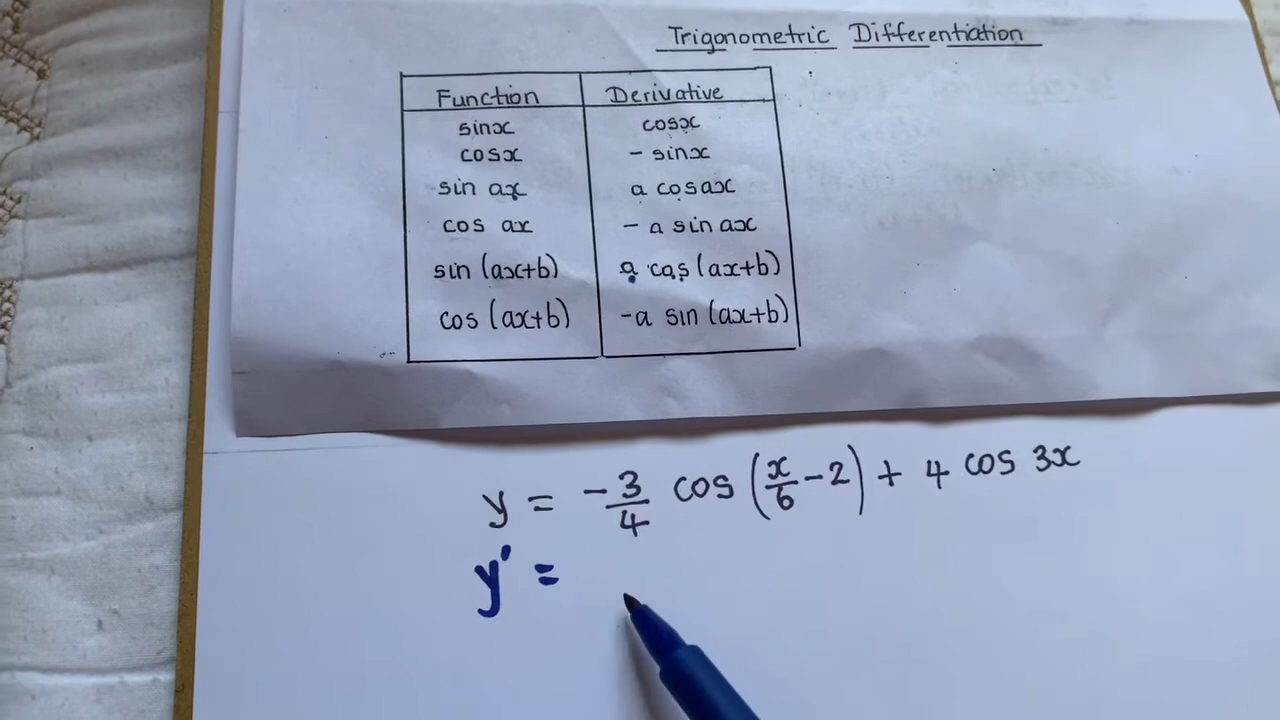 Trigonometric Differentiation
Function Derivative
sinx cosx
cosx - sinx
sin ax a cosax
cos ax - a sin ax
sin (ax+b) a cos (ax+b)
cos (ax+b) -a sin (ax+b)
y = -3/4 cos (x/6 - 2) + 4 cos 3x
y' =